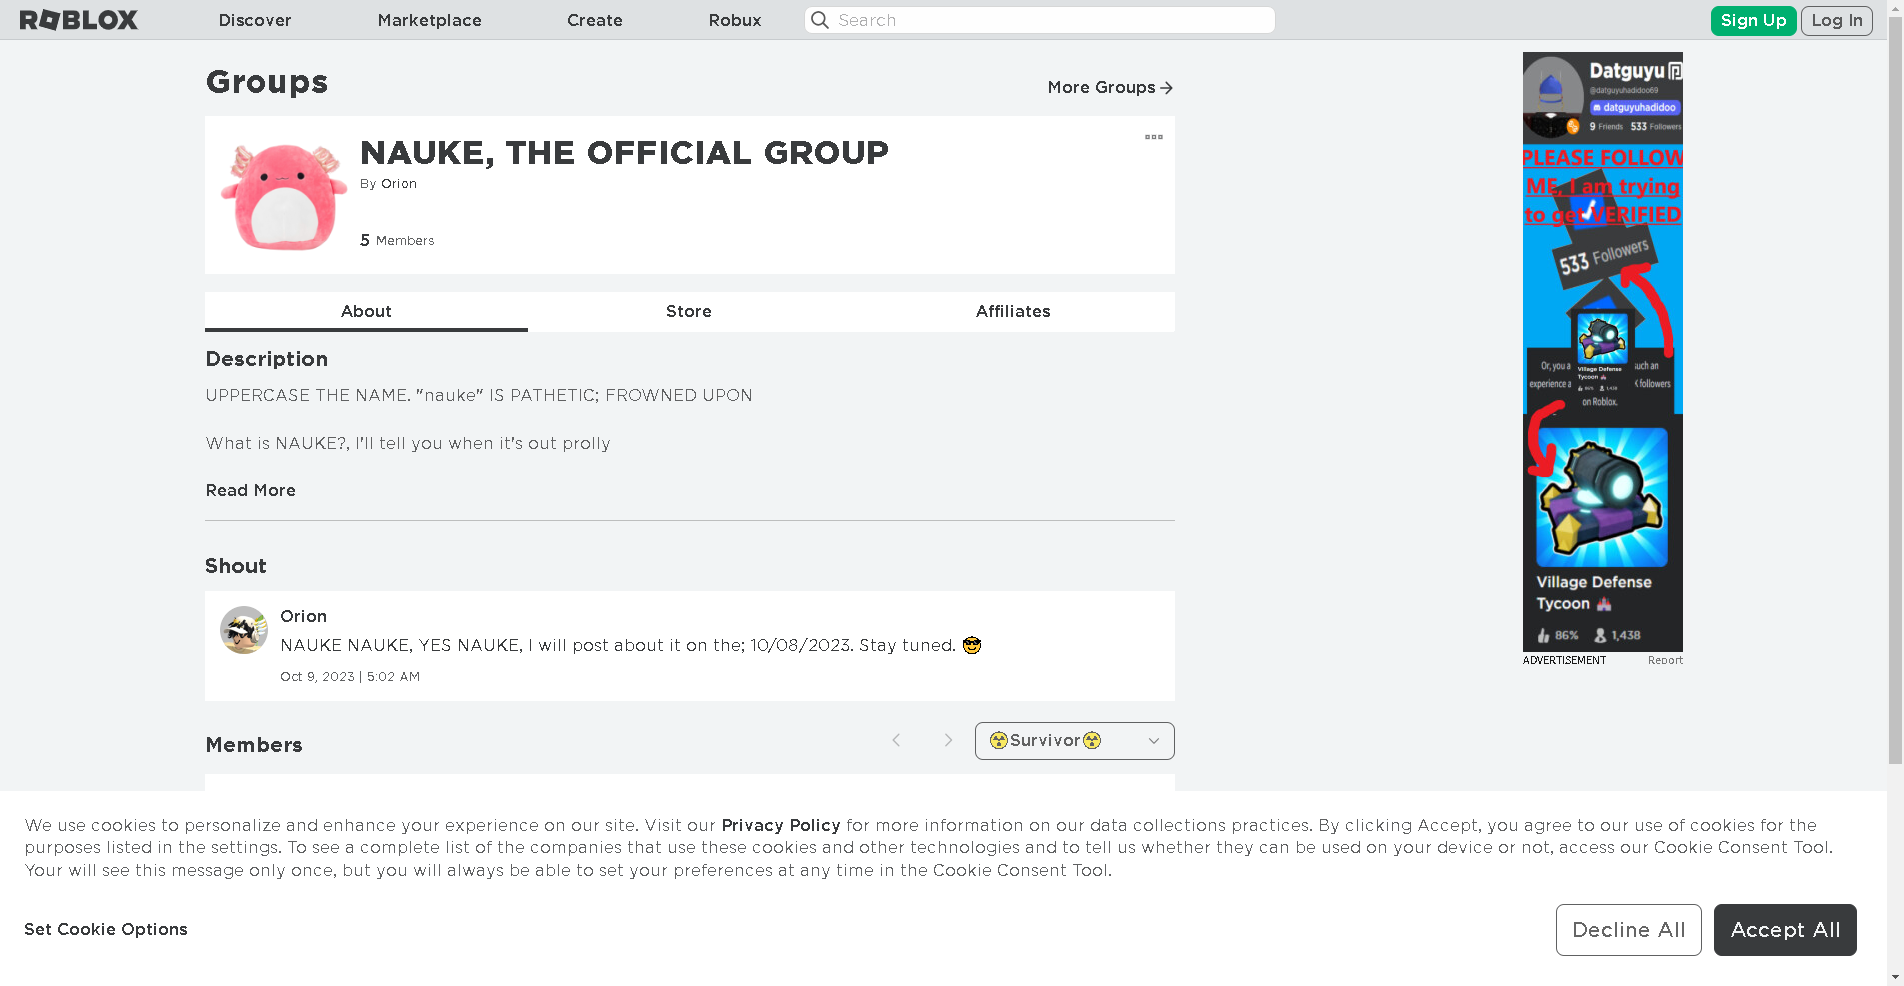 ROBLOX
Discover
Marketplace
Create
Robux
Search
Sign Up
Log In
Groups
More Groups
NAUKE, THE OFFICIAL GROUP
By Orion
5 Members
About
Store
Affiliates
Description
UPPERCASE THE NAME. "nauke" IS PATHETIC; FROWNED UPON
What is NAUKE?, I'll tell you when it's out prolly
Read More
Shout
Orion
NAUKE NAUKE, YES NAUKE, I will post about it on the; 10/08/2023. Stay tuned. 😎
Oct 9, 2023 | 5:02 AM
Members
☢Survivor☢
Datguyu
@datguyuhadidoo69
datguyuhadidoo
9 Friends 533 Followers
PLEASE FOLLOW
ME, I am trying
to get VERIFIED
533 Followers
Or, you a
such an
experience a
K followers
on Roblox.
Village Defense
Tycoon
86% 1,438
Village Defense
Tycoon
86% 1,438
ADVERTISEMENT
Report
We use cookies to personalize and enhance your experience on our site. Visit our Privacy Policy for more information on our data collections practices. By clicking Accept, you agree to our use of cookies for the
purposes listed in the settings. To see a complete list of the companies that use these cookies and other technologies and to tell us whether they can be used on your device or not, access our Cookie Consent Tool.
Your will see this message only once, but you will always be able to set your preferences at any time in the Cookie Consent Tool.
Set Cookie Options
Decline All
Accept All